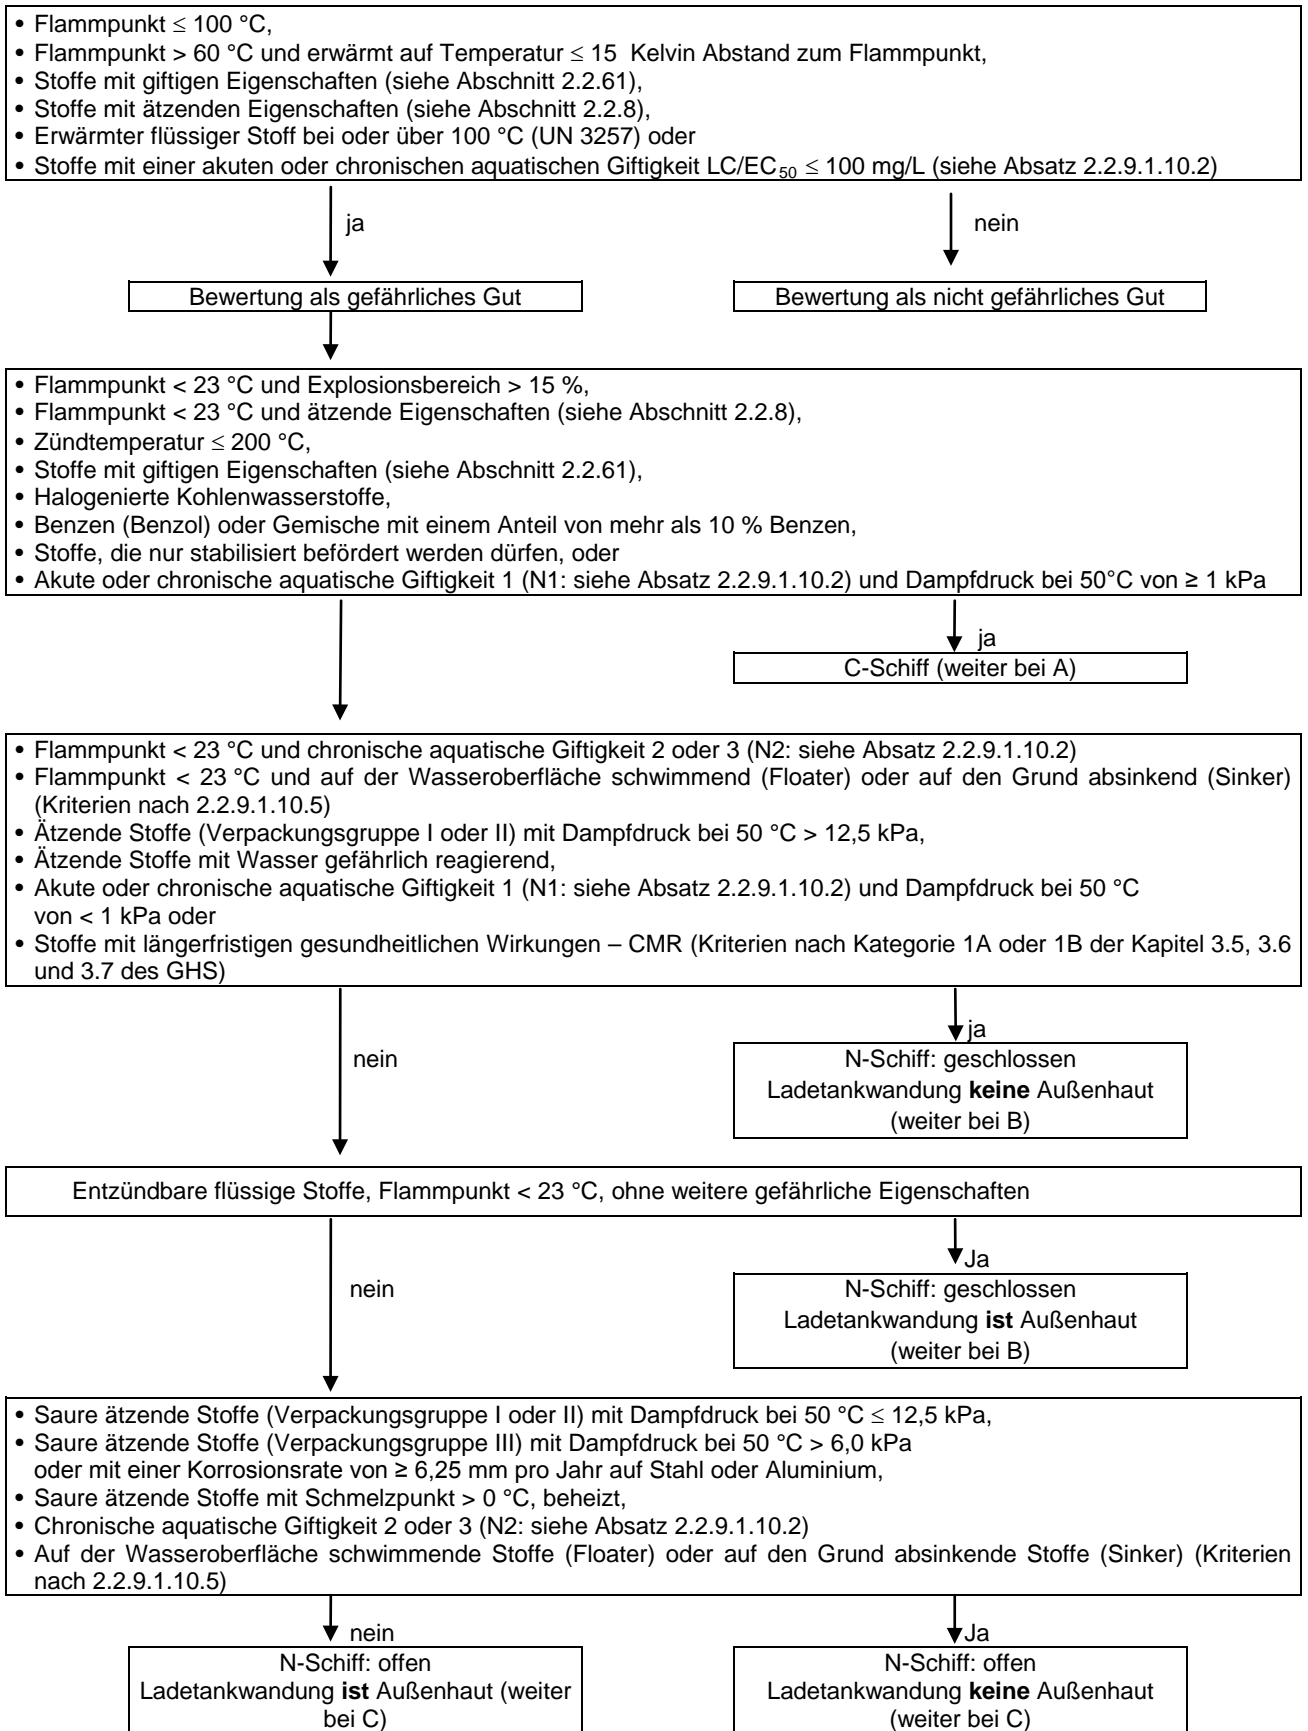 • Flammpunkt ≤ 100 °C,
• Flammpunkt > 60 °C und erwärmt auf Temperatur ≤ 15 Kelvin Abstand zum Flammpunkt,
• Stoffe mit giftigen Eigenschaften (siehe Abschnitt 2.2.61),
• Stoffe mit ätzenden Eigenschaften (siehe Abschnitt 2.2.8),
• Erwärmter flüssiger Stoff bei oder über 100 °C (UN 3257) oder
• Stoffe mit einer akuten oder chronischen aquatischen Giftigkeit LC/EC₅₀ ≤ 100 mg/L (siehe Absatz 2.2.9.1.10.2)
ja
nein
Bewertung als gefährliches Gut
Bewertung als nicht gefährliches Gut
• Flammpunkt < 23 °C und Explosionsbereich > 15 %,
• Flammpunkt < 23 °C und ätzende Eigenschaften (siehe Abschnitt 2.2.8),
• Zündtemperatur ≤ 200 °C,
• Stoffe mit giftigen Eigenschaften (siehe Abschnitt 2.2.61),
• Halogenierte Kohlenwasserstoffe,
• Benzen (Benzol) oder Gemische mit einem Anteil von mehr als 10 % Benzen,
• Stoffe, die nur stabilisiert befördert werden dürfen, oder
• Akute oder chronische aquatische Giftigkeit 1 (N1: siehe Absatz 2.2.9.1.10.2) und Dampfdruck bei 50°C von ≥ 1 kPa
ja
C-Schiff (weiter bei A)
• Flammpunkt < 23 °C und chronische aquatische Giftigkeit 2 oder 3 (N2: siehe Absatz 2.2.9.1.10.2)
• Flammpunkt < 23 °C und auf der Wasseroberfläche schwimmend (Floater) oder auf den Grund absinkend (Sinker)
(Kriterien nach 2.2.9.1.10.5)
• Ätzende Stoffe (Verpackungsgruppe I oder II) mit Dampfdruck bei 50 °C > 12,5 kPa,
• Ätzende Stoffe mit Wasser gefährlich reagierend,
• Akute oder chronische aquatische Giftigkeit 1 (N1: siehe Absatz 2.2.9.1.10.2) und Dampfdruck bei 50 °C
von < 1 kPa oder
• Stoffe mit längerfristigen gesundheitlichen Wirkungen – CMR (Kriterien nach Kategorie 1A oder 1B der Kapitel 3.5, 3.6
und 3.7 des GHS)
nein
ja
N-Schiff: geschlossen
Ladetankwandung keine Außenhaut
(weiter bei B)
Entzündbare flüssige Stoffe, Flammpunkt < 23 °C, ohne weitere gefährliche Eigenschaften
nein
Ja
N-Schiff: geschlossen
Ladetankwandung ist Außenhaut
(weiter bei B)
• Saure ätzende Stoffe (Verpackungsgruppe I oder II) mit Dampfdruck bei 50 °C ≤ 12,5 kPa,
• Saure ätzende Stoffe (Verpackungsgruppe III) mit Dampfdruck bei 50 °C > 6,0 kPa
oder mit einer Korrosionsrate von ≥ 6,25 mm pro Jahr auf Stahl oder Aluminium,
• Saure ätzende Stoffe mit Schmelzpunkt > 0 °C, beheizt,
• Chronische aquatische Giftigkeit 2 oder 3 (N2: siehe Absatz 2.2.9.1.10.2)
• Auf der Wasseroberfläche schwimmende Stoffe (Floater) oder auf den Grund absinkende Stoffe (Sinker) (Kriterien
nach 2.2.9.1.10.5)
nein
Ja
N-Schiff: offen
Ladetankwandung ist Außenhaut (weiter
bei C)
N-Schiff: offen
Ladetankwandung keine Außenhaut
(weiter bei C)